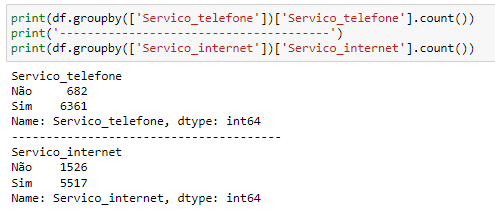 print(df.groupby(['Servico_telefone'])['Servico_telefone'].count())
print('---------------------------------------')
print(df.groupby(['Servico_internet'])['Servico_internet'].count())
Servico_telefone
Não     682
Sim    6361
Name: Servico_telefone, dtype: int64
---------------------------------------
Servico_internet
Não    1526
Sim    5517
Name: Servico_internet, dtype: int64